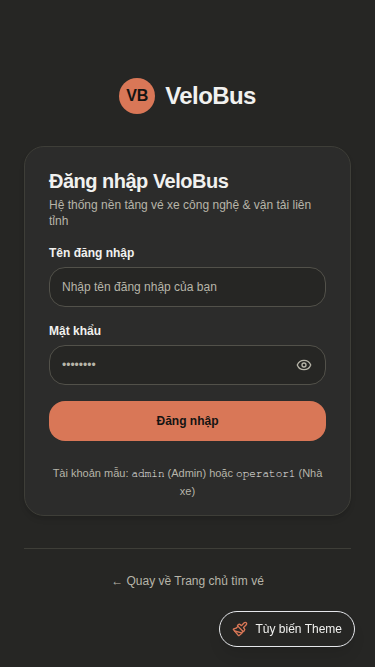 VB VeloBus
Đăng nhập VeloBus
Hệ thống nền tảng vé xe công nghệ & vận tải liên
tỉnh
Tên đăng nhập
Nhập tên đăng nhập của bạn
Mật khẩu
••••••••
Đăng nhập
Tài khoản mẫu: admin (Admin) hoặc operator1 (Nhà
xe)
← Quay về Trang chủ tìm vé
Tùy biến Theme